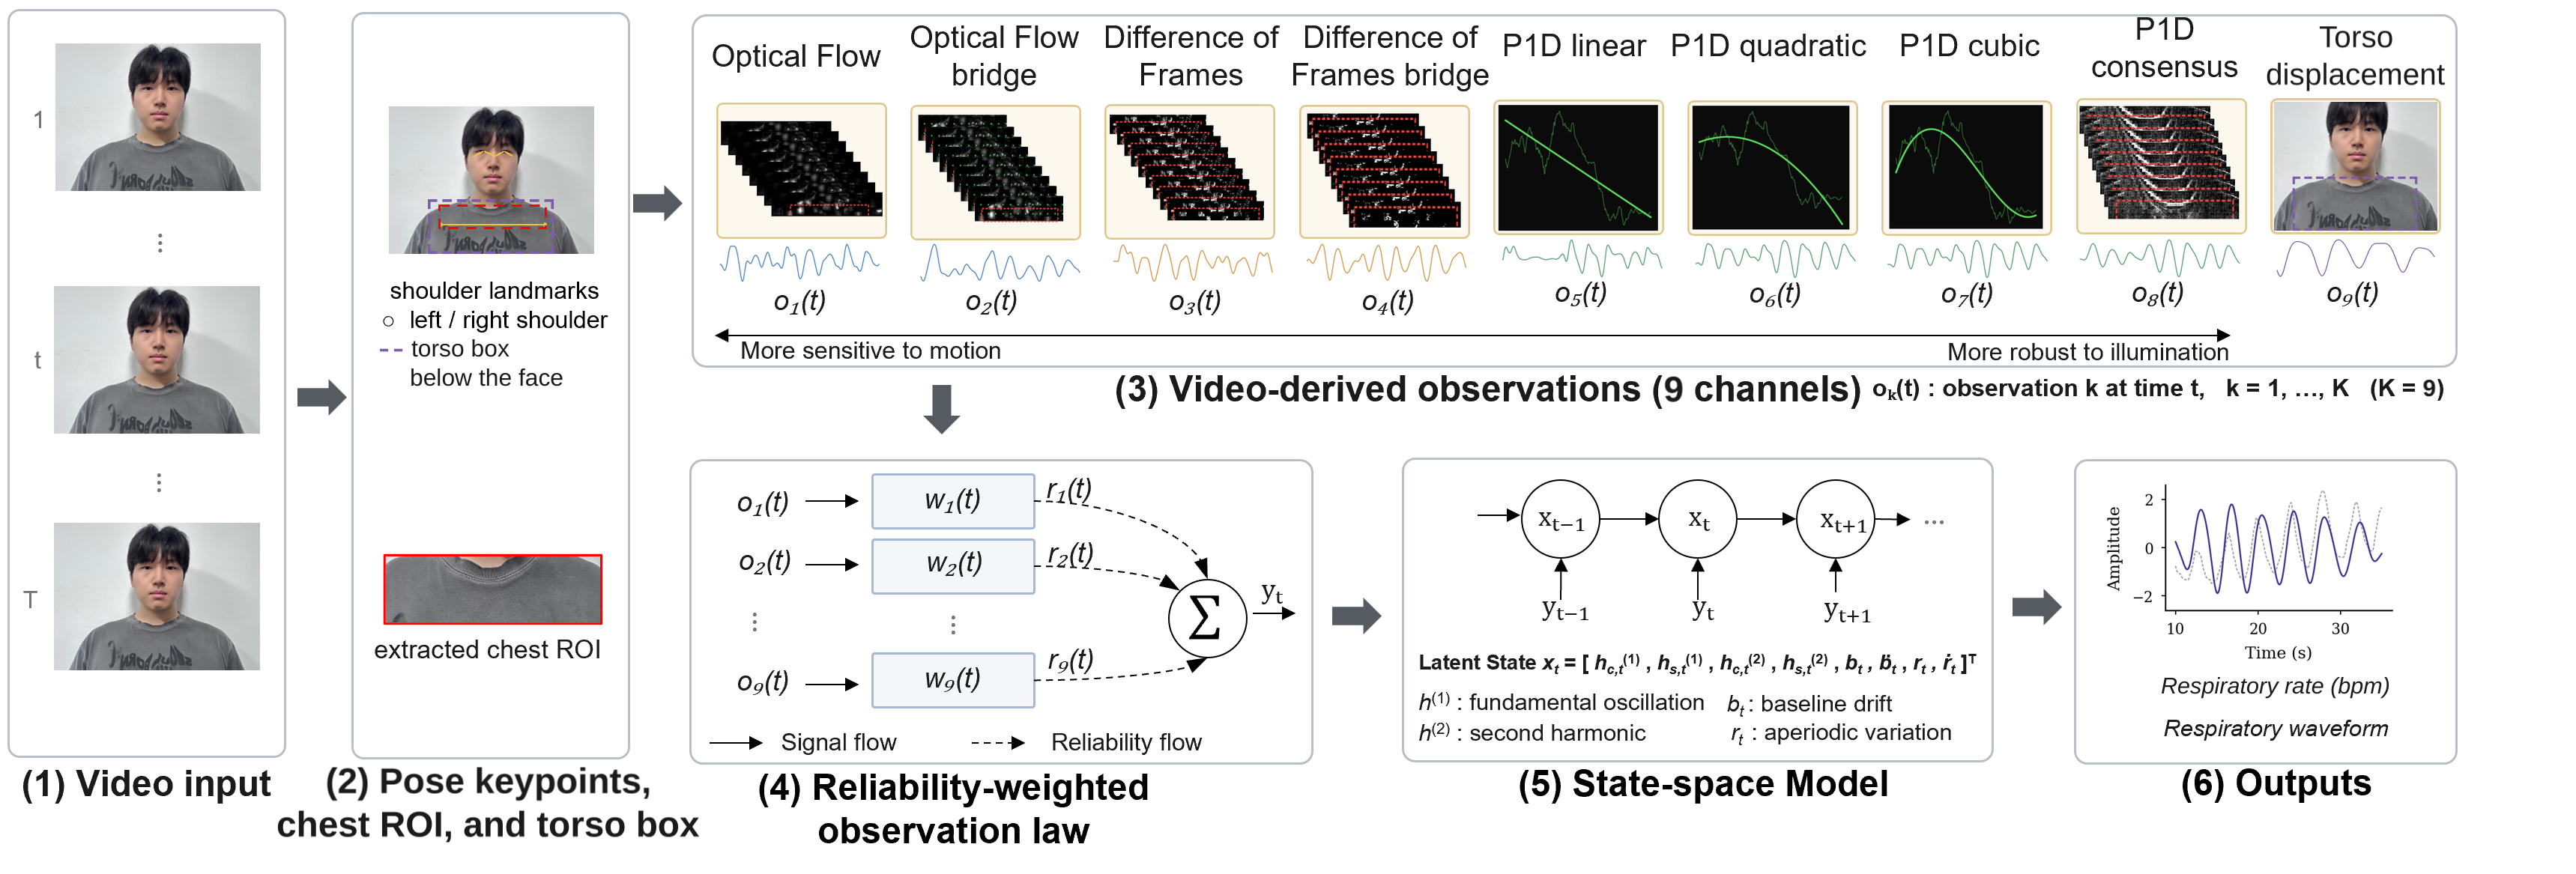 1
⋮
t
⋮
T
(1) Video input
shoulder landmarks
○ left / right shoulder
-- torso box
below the face
extracted chest ROI
(2) Pose keypoints,
chest ROI, and torso box
Optical Flow
Optical Flow
bridge
Difference of
Frames
Difference of
Frames bridge
P1D linear
P1D quadratic
P1D cubic
P1D
consensus
Torso
displacement
o₁(t)
o₂(t)
o₃(t)
o₄(t)
o₅(t)
o₆(t)
o₇(t)
o₈(t)
o₉(t)
More sensitive to motion
More robust to illumination
(3) Video-derived observations (9 channels) oₖ(t) : observation k at time t, k = 1, …, K (K = 9)
o₁(t) w₁(t) r₁(t)
o₂(t) w₂(t) r₂(t)
⋮ ⋮
o₉(t) w₉(t) r₉(t)
Σ
yₜ
Signal flow
Reliability flow
(4) Reliability-weighted
observation law
xₜ₋₁ xₜ xₜ₊₁ …
yₜ₋₁ yₜ yₜ₊₁
Latent State xₜ = [ h_{c,t}⁽¹⁾ , h_{s,t}⁽¹⁾ , h_{c,t}⁽²⁾ , h_{s,t}⁽²⁾ , bₜ , b̈ₜ , rₜ , ṙₜ ]ᵀ
h⁽¹⁾ : fundamental oscillation bₜ : baseline drift
h⁽²⁾ : second harmonic rₜ : aperiodic variation
(5) State-space Model
Amplitude
2
0
−2
10 20 30
Time (s)
Respiratory rate (bpm)
Respiratory waveform
(6) Outputs